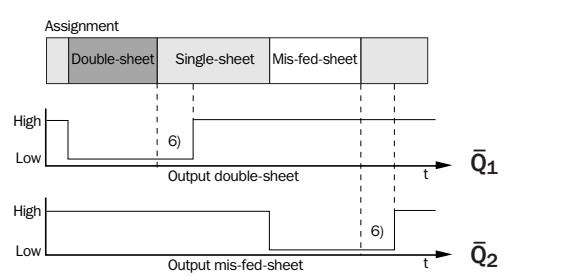 Assignment
Double-sheet Single-sheet Mis-fed-sheet
High
6)
Low
Output double-sheet
t
Q̅1
High
6)
Low
Output mis-fed-sheet
t
Q̅2